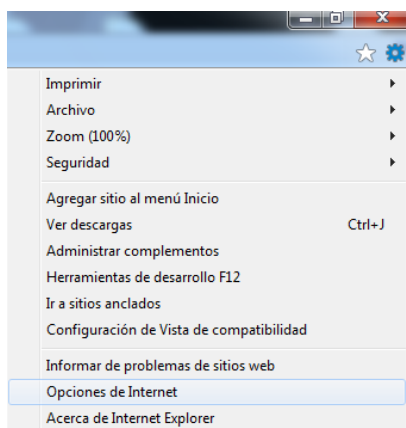 Imprimir
Archivo
Zoom (100%)
Seguridad
Agregar sitio al menú Inicio
Ver descargas Ctrl+J
Administrar complementos
Herramientas de desarrollo F12
Ir a sitios anclados
Configuración de Vista de compatibilidad
Informar de problemas de sitios web
Opciones de Internet
Acerca de Internet Explorer